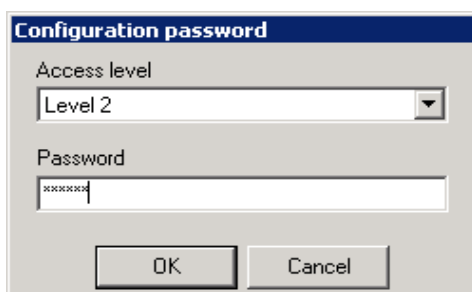 Configuration password
Access level
Level 2
Password
******
OK
Cancel